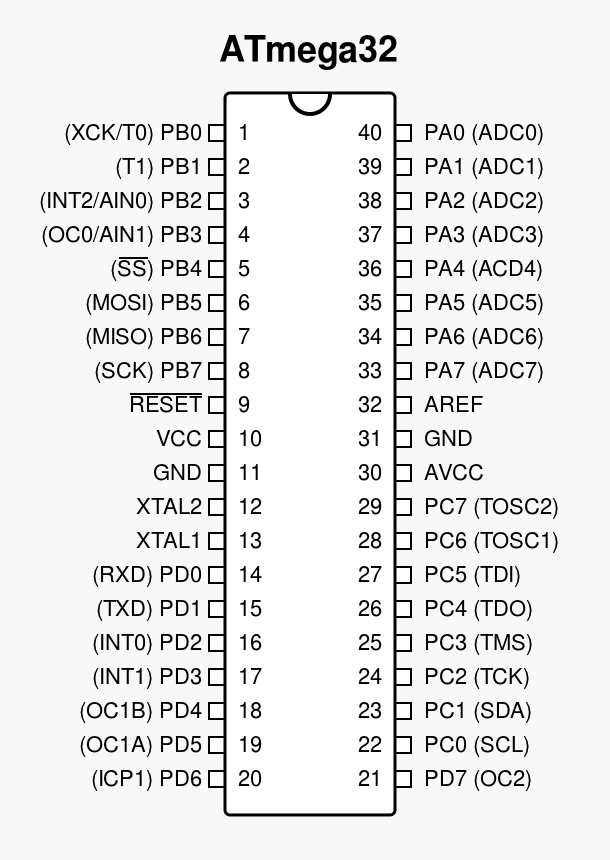 ATmega32
(XCK/T0) PB0 1 40 PA0 (ADC0)
(T1) PB1 2 39 PA1 (ADC1)
(INT2/AIN0) PB2 3 38 PA2 (ADC2)
(OC0/AIN1) PB3 4 37 PA3 (ADC3)
(S̅S̅) PB4 5 36 PA4 (ACD4)
(MOSI) PB5 6 35 PA5 (ADC5)
(MISO) PB6 7 34 PA6 (ADC6)
(SCK) PB7 8 33 PA7 (ADC7)
R̅E̅S̅E̅T̅ 9 32 AREF
VCC 10 31 GND
GND 11 30 AVCC
XTAL2 12 29 PC7 (TOSC2)
XTAL1 13 28 PC6 (TOSC1)
(RXD) PD0 14 27 PC5 (TDI)
(TXD) PD1 15 26 PC4 (TDO)
(INT0) PD2 16 25 PC3 (TMS)
(INT1) PD3 17 24 PC2 (TCK)
(OC1B) PD4 18 23 PC1 (SDA)
(OC1A) PD5 19 22 PC0 (SCL)
(ICP1) PD6 20 21 PD7 (OC2)